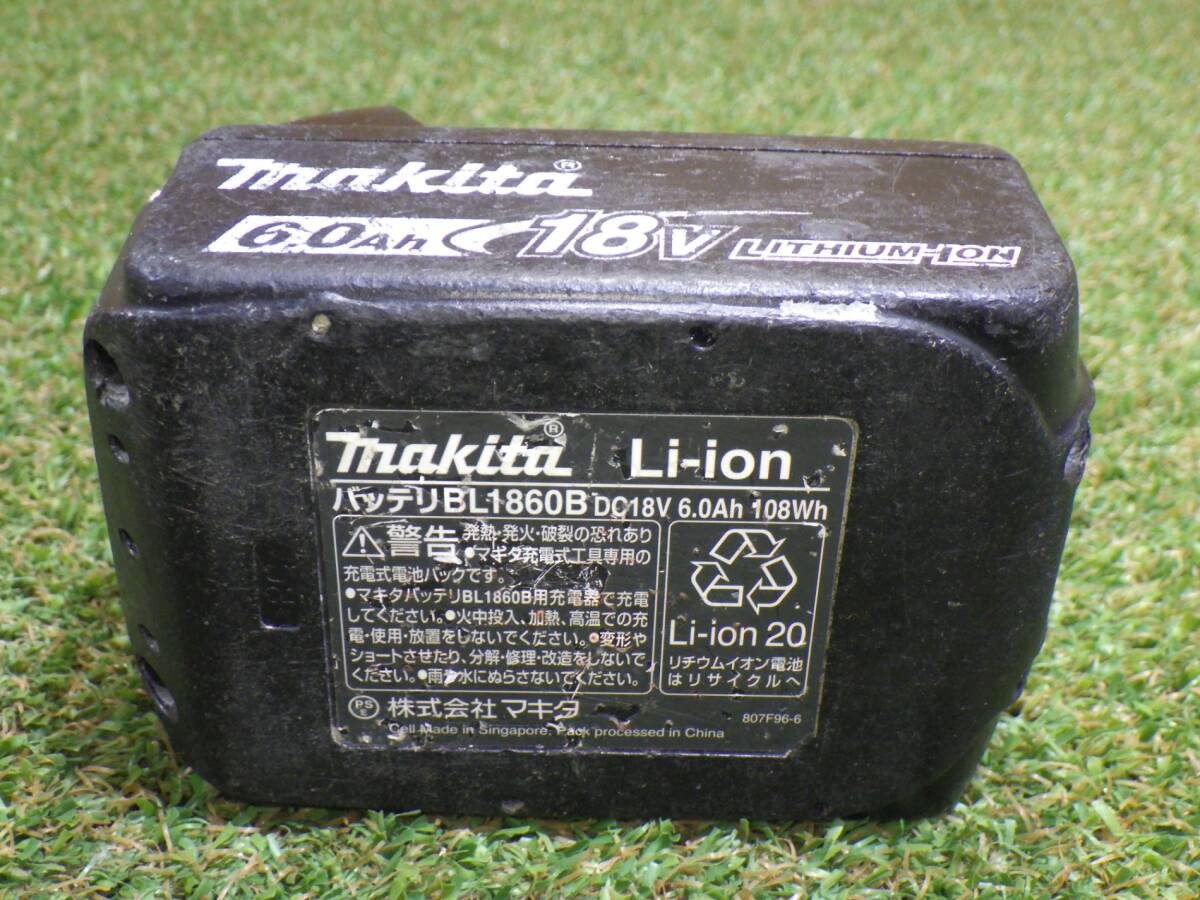 makita®
6.0Ah 18V LITHIUM-ION
makita® Li-ion
バッテリBL1860B DC18V 6.0Ah 108Wh
警告 発熱・発火・破裂の恐れあり
●マキタ充電式工具専用の
充電式電池パックです。
●マキタバッテリBL1860B用充電器で充電
してください。●火中投入、加熱、高温での充
電・使用・放置をしないでください。●変形や
ショートさせたり、分解・修理・改造をしないで
ください。●雨や水にぬらさないでください。
Li-ion 20
リチウムイオン電池
はリサイクルへ
PS 株式会社 マキタ
807F96-6
Cell Made in Singapore. Pack processed in China